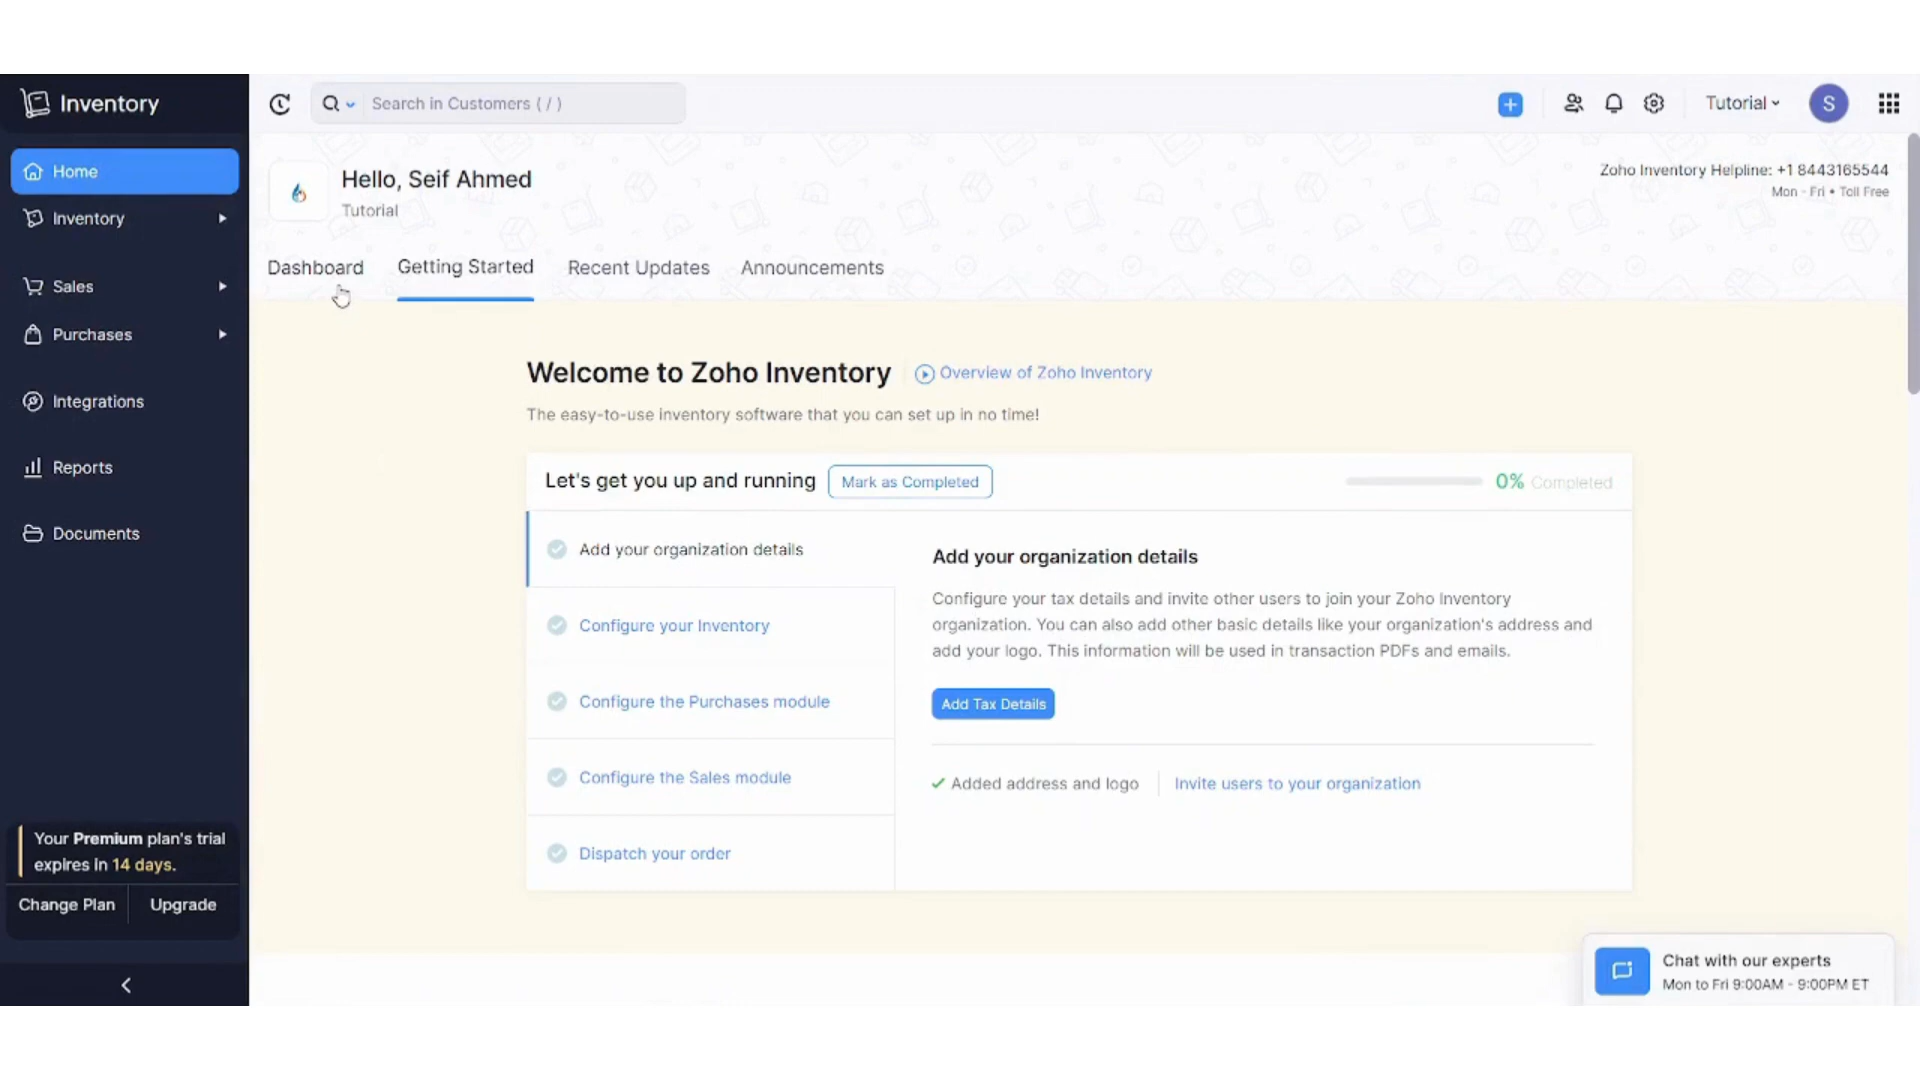 Inventory
Search in Customers ( / )
Tutorial
S
Home
Inventory
Sales
Purchases
Integrations
Reports
Documents
Your Premium plan's trial
expires in 14 days.
Change Plan
Upgrade
Hello, Seif Ahmed
Tutorial
Zoho Inventory Helpline: +1 8443165544
Mon - Fri • Toll Free
Dashboard
Getting Started
Recent Updates
Announcements
Welcome to Zoho Inventory
Overview of Zoho Inventory
The easy-to-use inventory software that you can set up in no time!
Let's get you up and running
Mark as Completed
0% Completed
Add your organization details
Configure your Inventory
Configure the Purchases module
Configure the Sales module
Dispatch your order
Add your organization details
Configure your tax details and invite other users to join your Zoho Inventory
organization. You can also add other basic details like your organization's address and
add your logo. This information will be used in transaction PDFs and emails.
Add Tax Details
Added address and logo
Invite users to your organization
Chat with our experts
Mon to Fri 9:00AM - 9:00PM ET